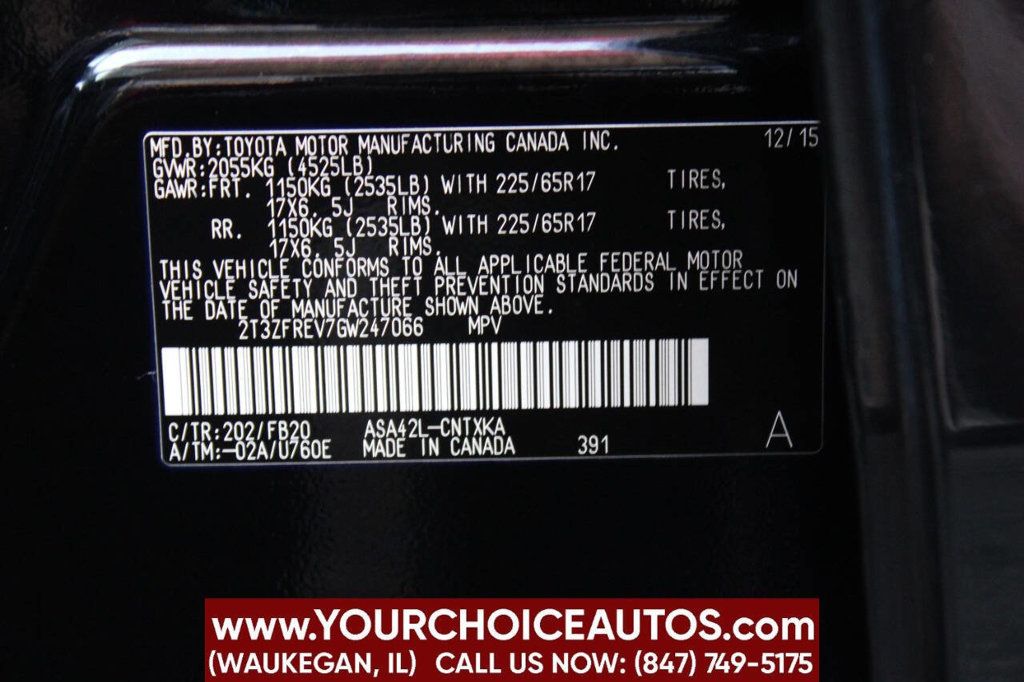 MFD.BY:TOYOTA MOTOR MANUFACTURING CANADA INC. 12/15
GVWR:2055KG (4525LB)
GAWR:FRT. 1150KG (2535LB) WITH 225/65R17 TIRES,
17X6. 5J RIMS.
RR. 1150KG (2535LB) WITH 225/65R17 TIRES,
17X6. 5J RIMS.
THIS VEHICLE CONFORMS TO ALL APPLICABLE FEDERAL MOTOR
VEHICLE SAFETY AND THEFT PREVENTION STANDARDS IN EFFECT ON
THE DATE OF MANUFACTURE SHOWN ABOVE.
2T3ZFREV7GW247066 MPV
C/TR:202/FB20 ASA42L-CNTXKA
A/TM:-02A/U760E MADE IN CANADA 391 A
www.YOURCHOICEAUTOS.com
(WAUKEGAN, IL) CALL US NOW: (847) 749-5175